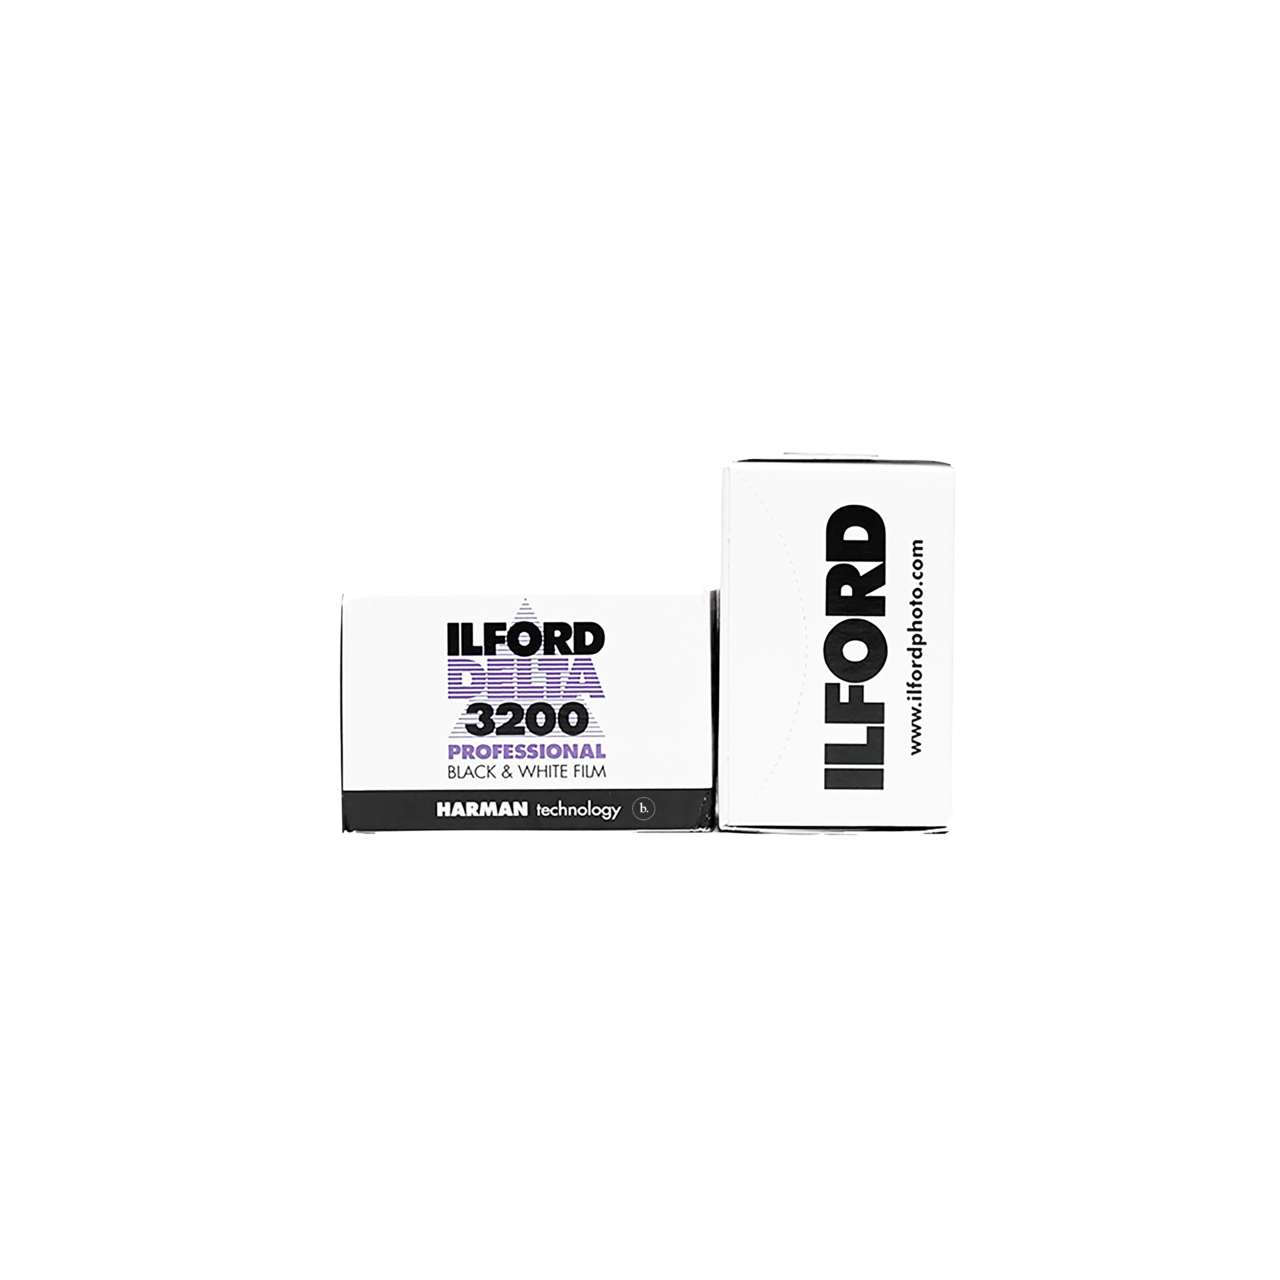 ILFORD
DELTA
3200
PROFESSIONAL
BLACK & WHITE FILM
HARMAN technology b.
ILFORD
www.ilfordphoto.com